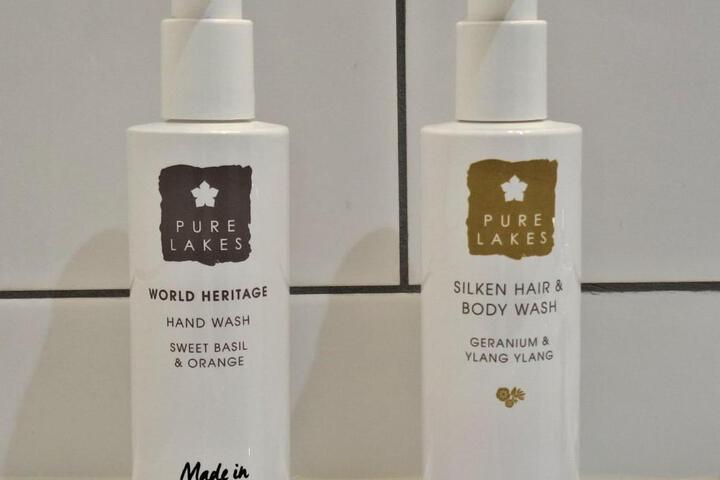 PURE
LAKES
WORLD HERITAGE
HAND WASH
SWEET BASIL
& ORANGE
Made in
PURE
LAKES
SILKEN HAIR &
BODY WASH
GERANIUM &
YLANG YLANG